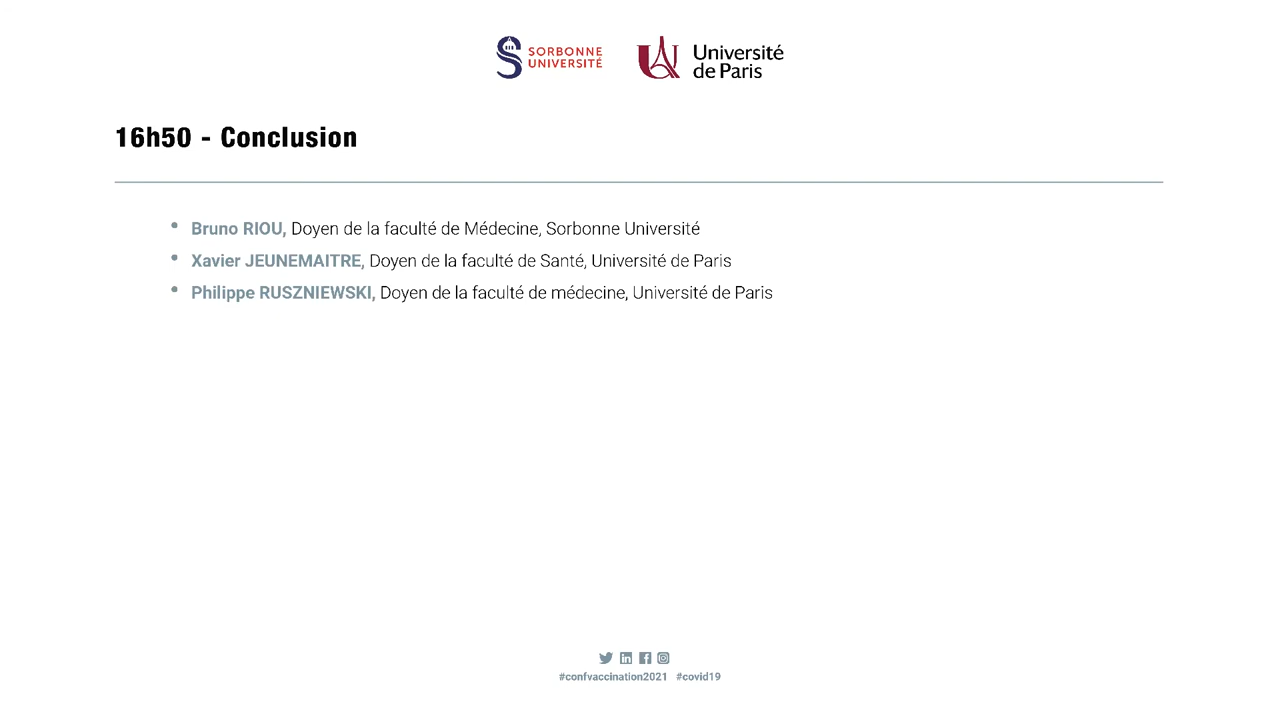 SORBONNE
UNIVERSITÉ
Université
de Paris
16h50 - Conclusion
• Bruno RIOU, Doyen de la faculté de Médecine, Sorbonne Université
• Xavier JEUNEMAITRE, Doyen de la faculté de Santé, Université de Paris
• Philippe RUSZNIEWSKI, Doyen de la faculté de médecine, Université de Paris
#confvaccination2021 #covid19